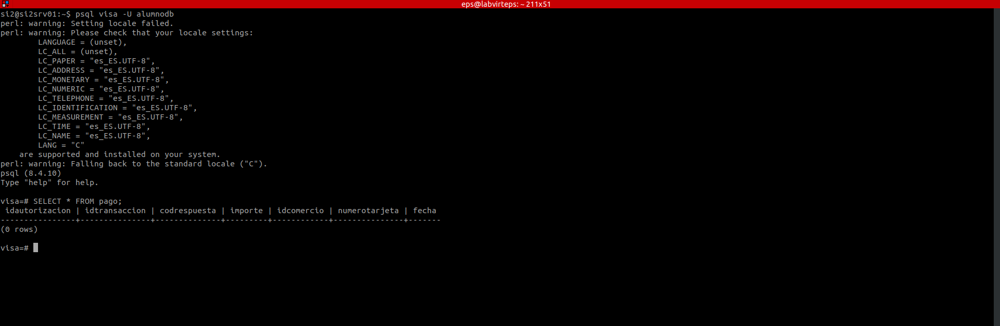 eps@labvirteps: ~ 211x51
si2@si2srv01:~$ psql visa -U alumnodb
perl: warning: Setting locale failed.
perl: warning: Please check that your locale settings:
        LANGUAGE = (unset),
        LC_ALL = (unset),
        LC_PAPER = "es_ES.UTF-8",
        LC_ADDRESS = "es_ES.UTF-8",
        LC_MONETARY = "es_ES.UTF-8",
        LC_NUMERIC = "es_ES.UTF-8",
        LC_TELEPHONE = "es_ES.UTF-8",
        LC_IDENTIFICATION = "es_ES.UTF-8",
        LC_MEASUREMENT = "es_ES.UTF-8",
        LC_TIME = "es_ES.UTF-8",
        LC_NAME = "es_ES.UTF-8",
        LANG = "C"
    are supported and installed on your system.
perl: warning: Falling back to the standard locale ("C").
psql (8.4.10)
Type "help" for help.
visa=# SELECT * FROM pago;
 idautorizacion | idtransaccion | codrespuesta | importe | idcomercio | numerotarjeta | fecha
----------------+---------------+--------------+---------+------------+---------------+-------
(0 rows)
visa=#